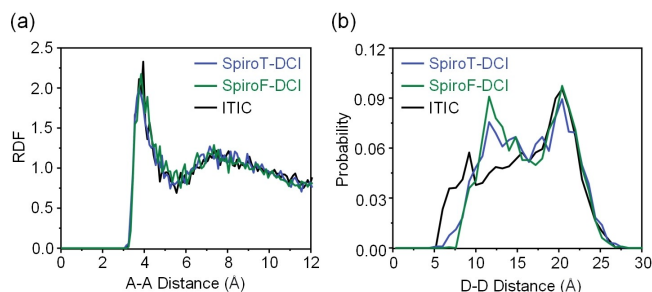 (a)
2.5
2.0
1.5
1.0
0.5
0.0
RDF
SpiroT-DCI
SpiroF-DCI
ITIC
0 2 4 6 8 10 12
A-A Distance (Å)
(b)
0.12
0.09
0.06
0.03
0.00
Probability
SpiroT-DCI
SpiroF-DCI
ITIC
0 5 10 15 20 25 30
D-D Distance (Å)